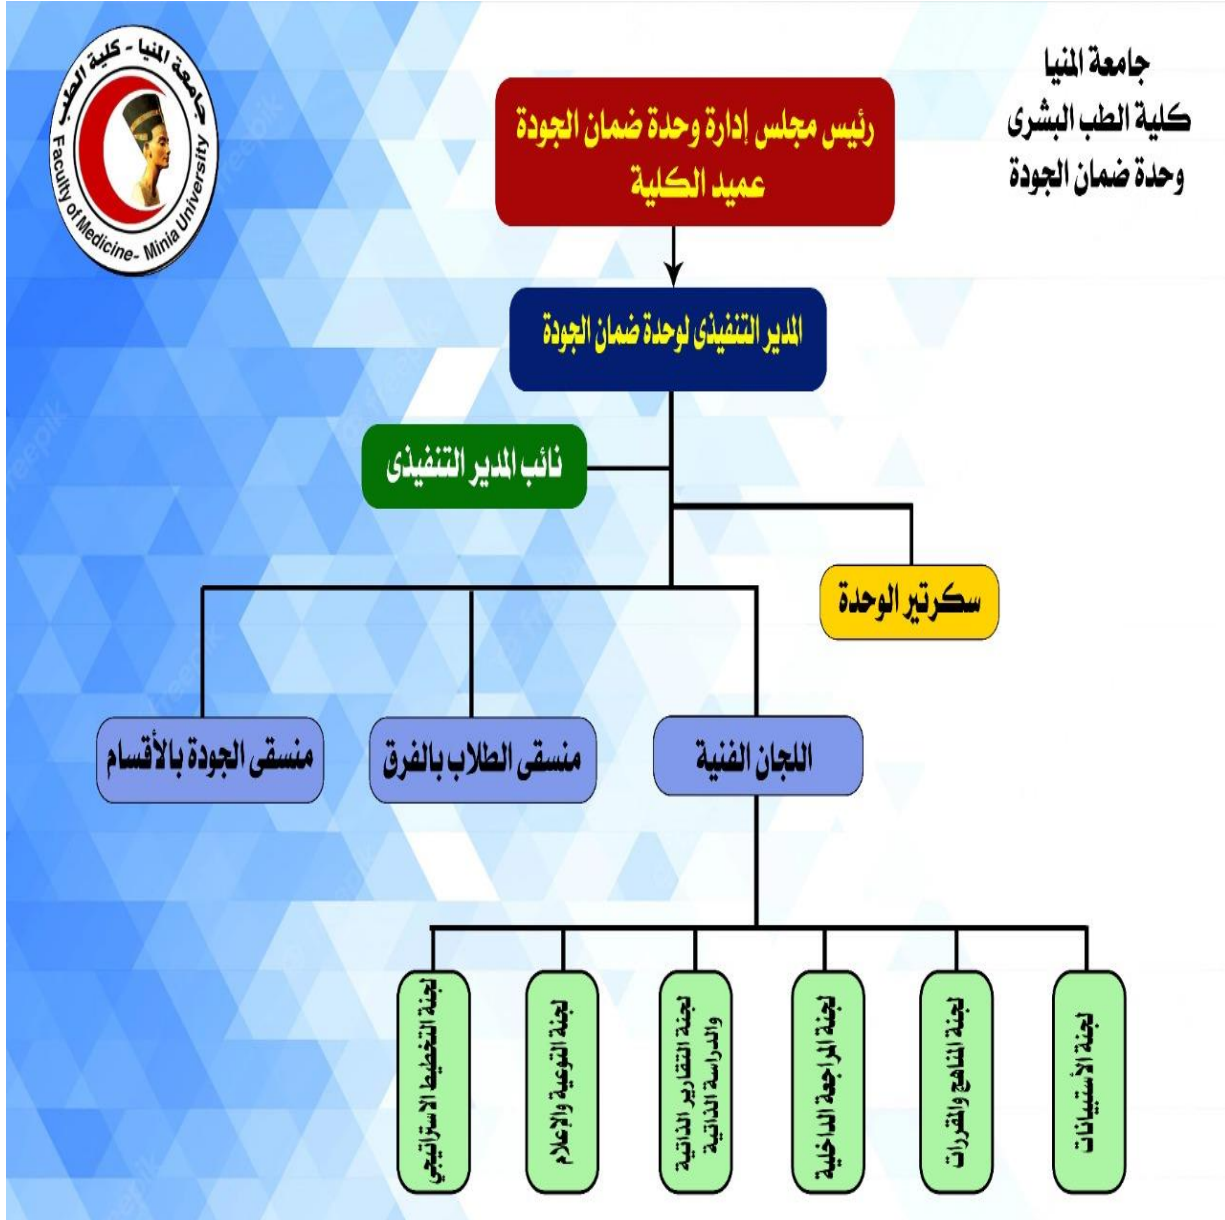 جامعة المنيا
كلية الطب البشرى
وحدة ضمان الجودة
جامعة المنيا - كلية الطب
Faculty of Medicine- Minia University
رئيس مجلس إدارة وحدة ضمان الجودة
عميد الكلية
المدير التنفيذى لوحدة ضمان الجودة
نائب المدير التنفيذى
سكرتير الوحدة
اللجان الفنية
منسقى الطلاب بالفرق
منسقى الجودة بالأقسام
لجنة الأستبيانات
لجنة المناهج والمقررات
لجنة المراجعة الداخلية
لجنة التقارير الذاتية
والدراسة الذاتية
لجنة التوعية والإعلام
لجنة التخطيط الاستراتيجي